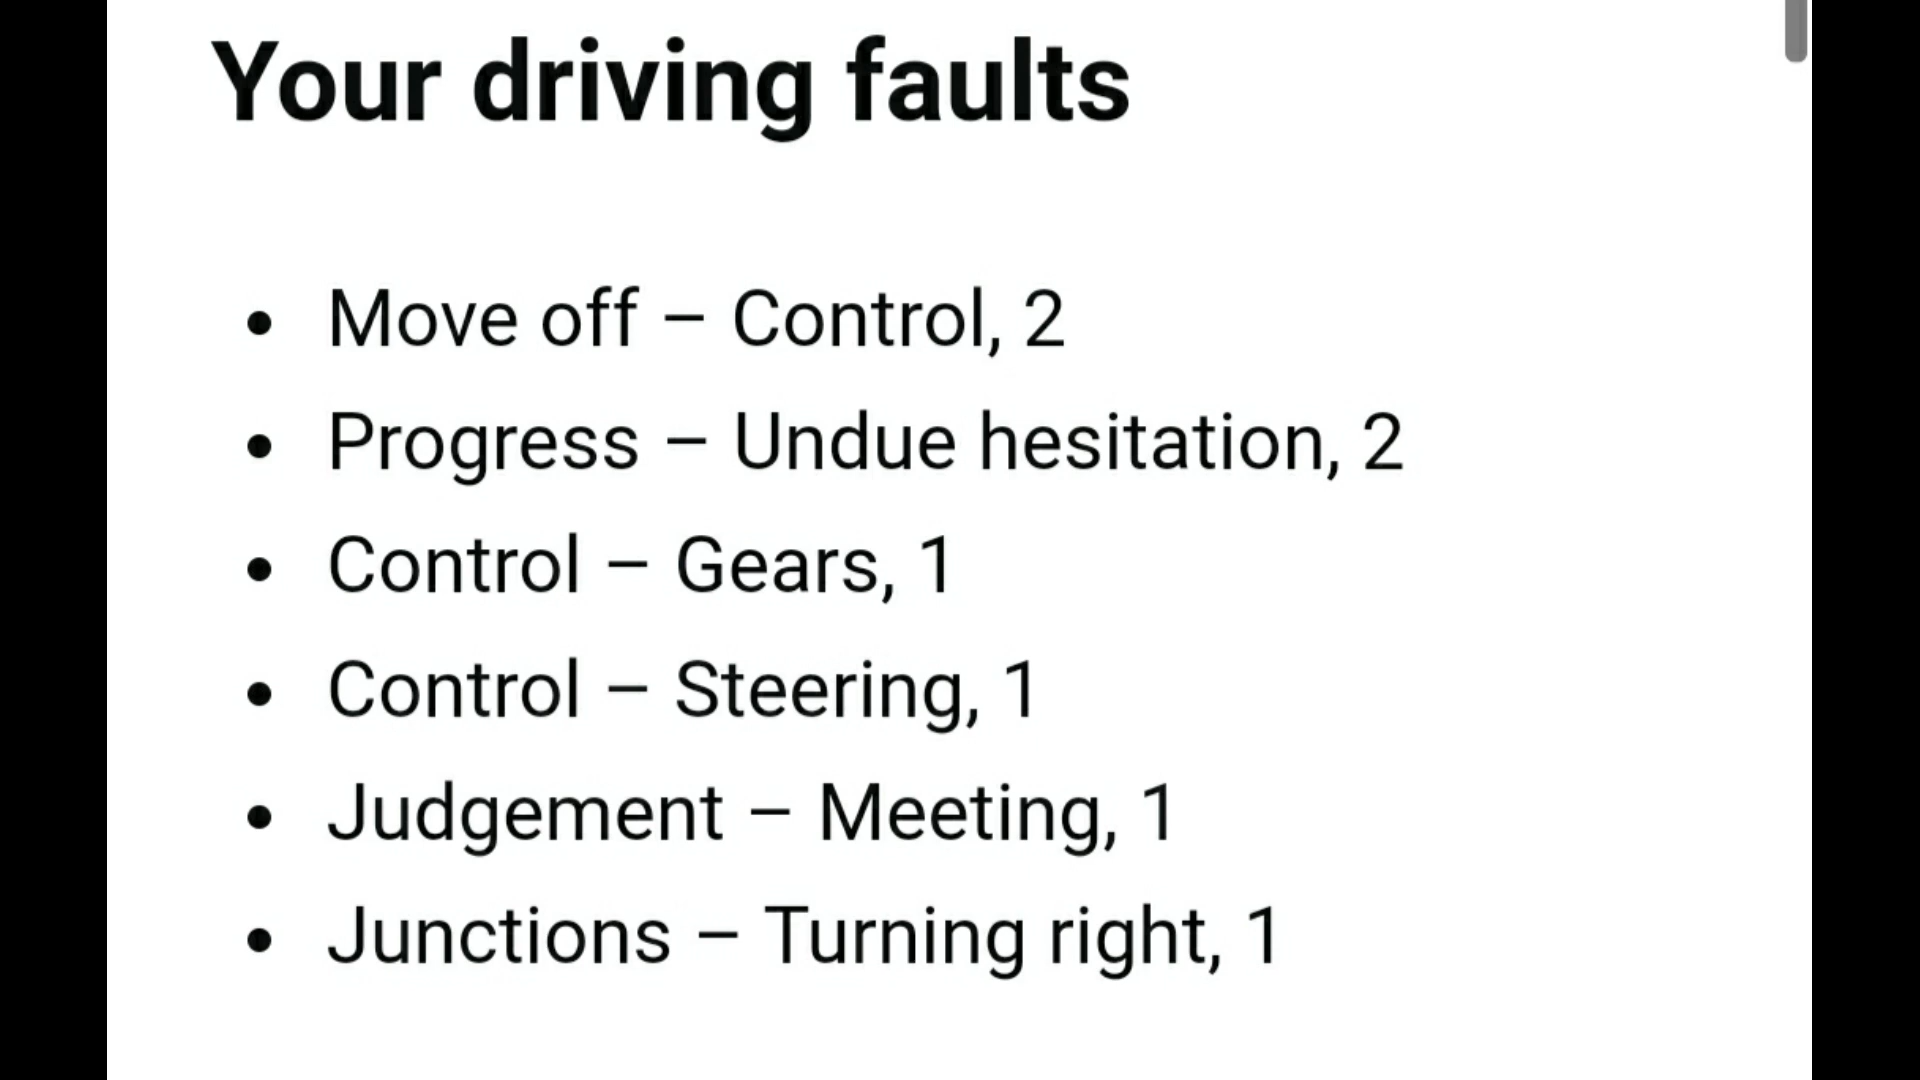 Your driving faults
• Move off – Control, 2
• Progress – Undue hesitation, 2
• Control – Gears, 1
• Control – Steering, 1
• Judgement – Meeting, 1
• Junctions – Turning right, 1